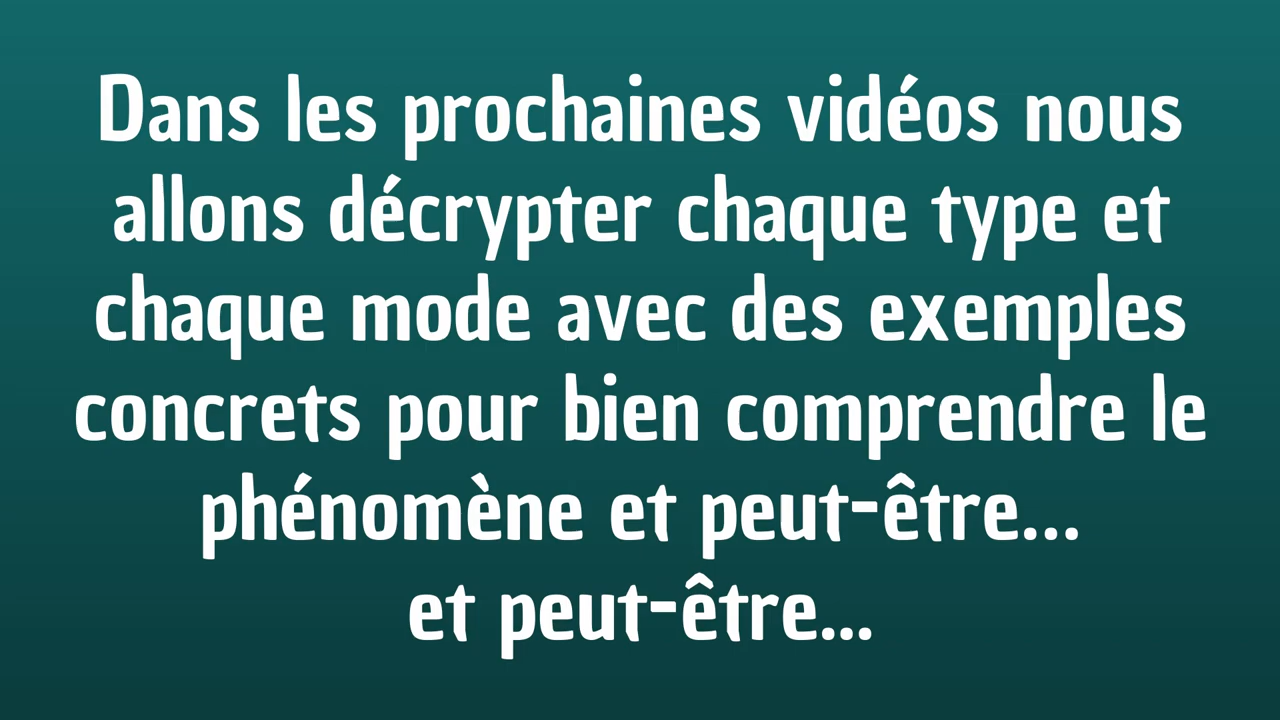 Dans les prochaines vidéos nous
allons décrypter chaque type et
chaque mode avec des exemples
concrets pour bien comprendre le
phénomène et peut-être...
et peut-être...